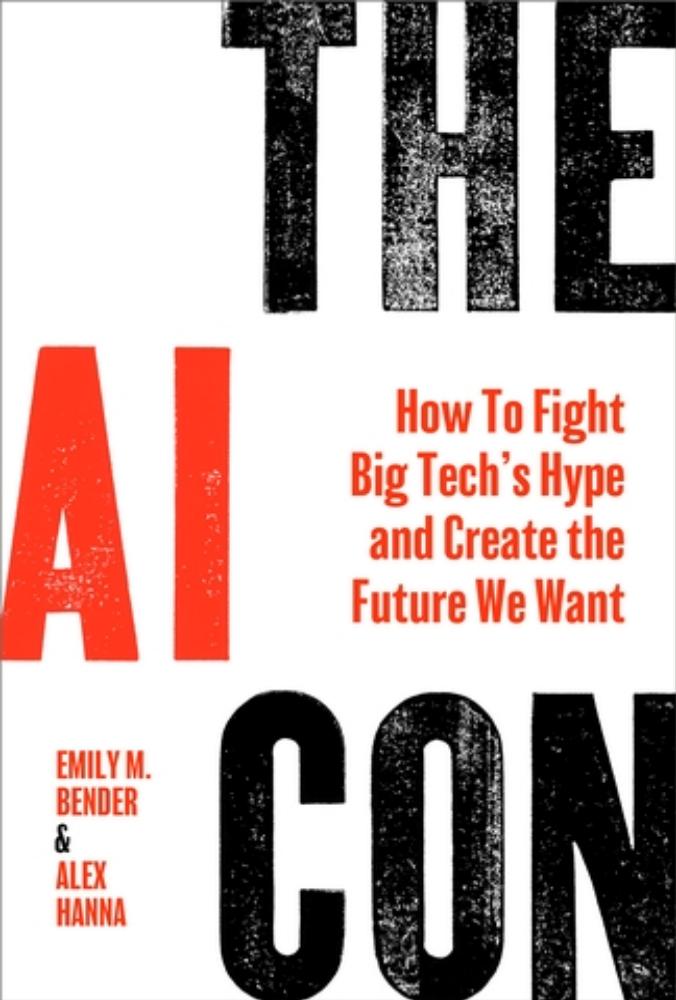 THE
AI
How To Fight
Big Tech’s Hype
and Create the
Future We Want
CON
EMILY M.
BENDER
&
ALEX
HANNA